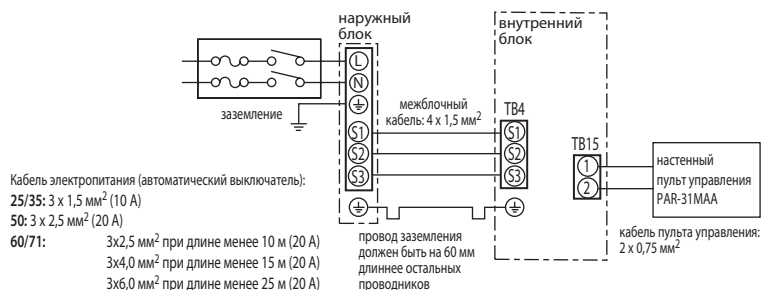 наружный
блок
внутренний
блок
L
N
заземление
межблочный
кабель: 4 x 1,5 мм²
TB4
S1
S2
S3
S1
S2
S3
TB15
1
2
настенный
пульт управления
PAR-31MAA
кабель пульта управления:
2 x 0,75 мм²
провод заземления
должен быть на 60 мм
длиннее остальных
проводников
Кабель электропитания (автоматический выключатель):
25/35: 3 x 1,5 мм² (10 А)
50: 3 x 2,5 мм² (20 А)
60/71: 3x2,5 мм² при длине менее 10 м (20 А)
3x4,0 мм² при длине менее 15 м (20 А)
3x6,0 мм² при длине менее 25 м (20 А)